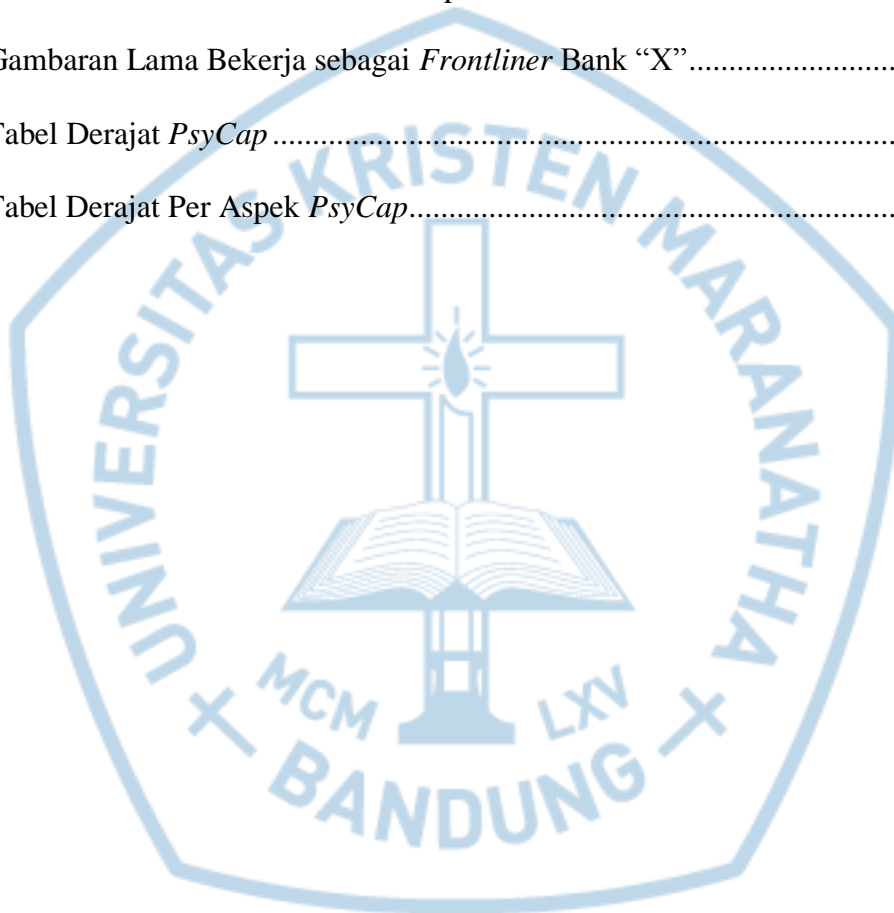 Gambaran Lama Bekerja sebagai Frontliner Bank “X”..........................
Tabel Derajat PsyCap..............................................................................
Tabel Derajat Per Aspek PsyCap.............................................................
UNIVERSITAS KRISTEN MARANATHA
MCM LXV
BANDUNG